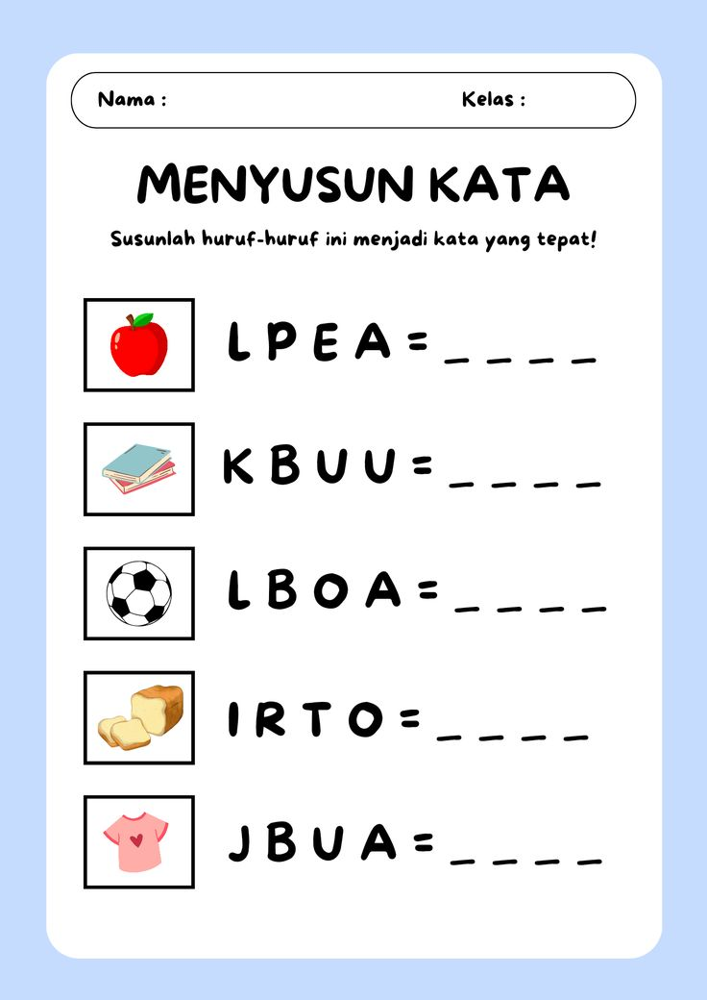 Nama : Kelas :
MENYUSUN KATA
Susunlah huruf-huruf ini menjadi kata yang tepat!
L P E A = _ _ _ _
K B U U = _ _ _ _
L B O A = _ _ _ _
I R T O = _ _ _ _
J B U A = _ _ _ _